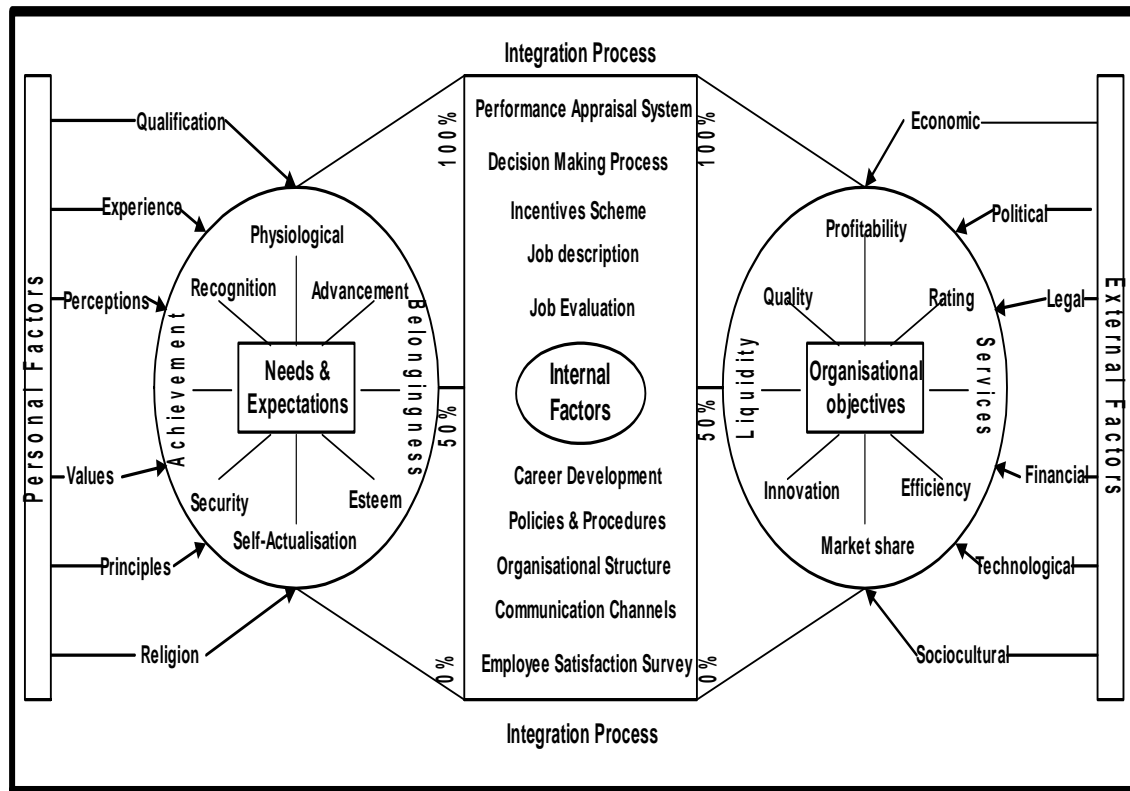 Integration Process
Personal Factors
Qualification
Experience
Perceptions
Values
Principles
Religion
Physiological
Recognition
Advancement
Achievement
Needs &
Expectations
Belongingness
Security
Esteem
Self-Actualisation
100%
50%
0%
Performance Appraisal System
Decision Making Process
Incentives Scheme
Job description
Job Evaluation
Internal
Factors
Career Development
Policies & Procedures
Organisational Structure
Communication Channels
Employee Satisfaction Survey
100%
50%
0%
Profitability
Quality
Rating
Liquidity
Organisational
objectives
Services
Innovation
Efficiency
Market share
Economic
Political
Legal
Financial
Technological
Sociocultural
External Factors
Integration Process